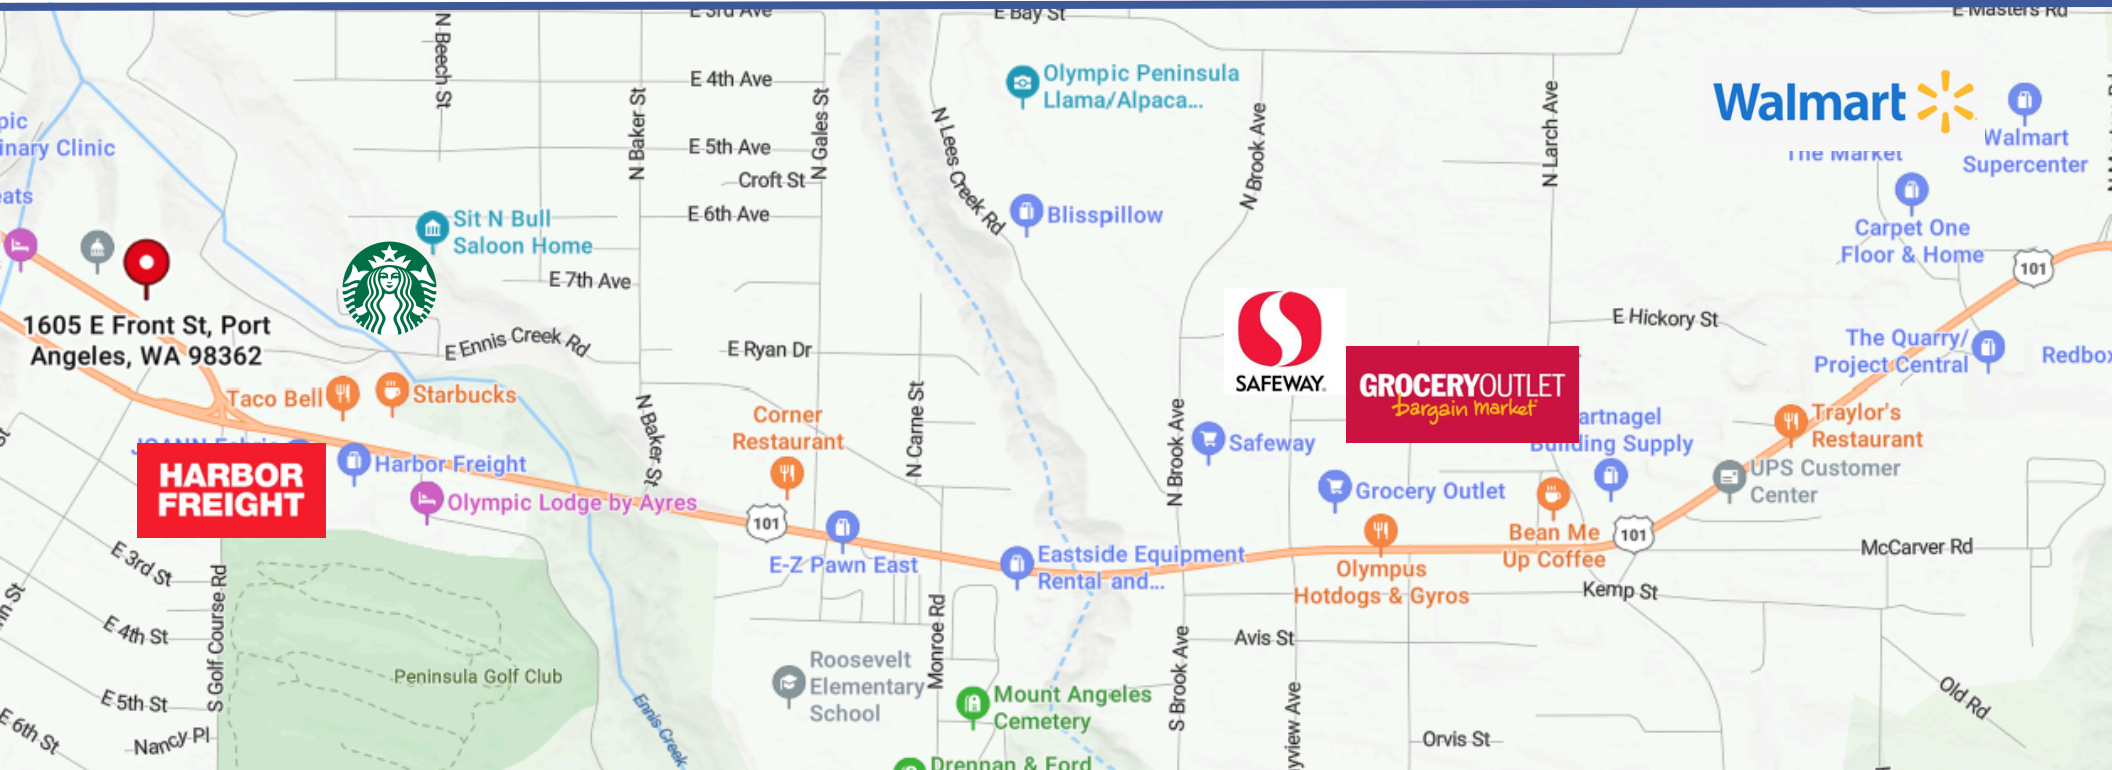 E 3rd Ave
E Bay St
E Masters Rd
N Beech St
E 4th Ave
Olympic Peninsula
Llama/Alpaca...
N Baker St
N Gales St
N Lees Creek Rd
N Brook Ave
N Larch Ave
Walmart
Walmart
Supercenter
The Market
inary Clinic
E 5th Ave
Croft St
E 6th Ave
Carpet One
Floor & Home
Sit N Bull
Saloon Home
Blisspillow
E 7th Ave
101
1605 E Front St, Port
Angeles, WA 98362
E Ennis Creek Rd
E Ryan Dr
SAFEWAY
GROCERY OUTLET
bargain market
E Hickory St
The Quarry/
Project Central
Redbox
Taco Bell
Starbucks
N Baker St
Corner
Restaurant
N Carne St
N Brook Ave
Safeway
artnagel
Building Supply
Traylor's
Restaurant
JOANN Fabric
HARBOR
FREIGHT
Harbor Freight
Olympic Lodge by Ayres
Grocery Outlet
UPS Customer
Center
101
E-Z Pawn East
Eastside Equipment
Rental and...
Olympus
Hotdogs & Gyros
Bean Me
Up Coffee
101
McCarver Rd
Kemp St
E 3rd St
E 4th St
E 5th St
E 6th St
Nancy Pl
S Golf Course Rd
Peninsula Golf Club
Ennis Creek
Roosevelt
Elementary
School
Monroe Rd
Mount Angeles
Cemetery
Drennan & Ford
S Brook Ave
Avis St
yview Ave
Orvis St
Old Rd